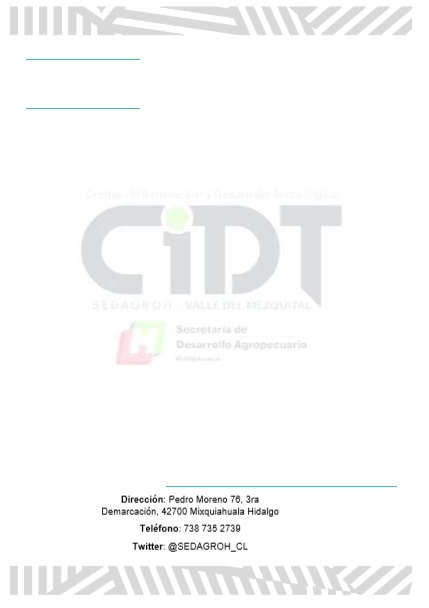 Centro de Innovación y Desarrollo Tecnológico
CiDT
SEDAGROH - VALLE DEL MEZQUITAL
H
Secretaría de
Desarrollo Agropecuario
Dirección: Pedro Moreno 76, 3ra
Demarcación, 42700 Mixquiahuala Hidalgo
Teléfono: 738 735 2739
Twitter: @SEDAGROH_CL